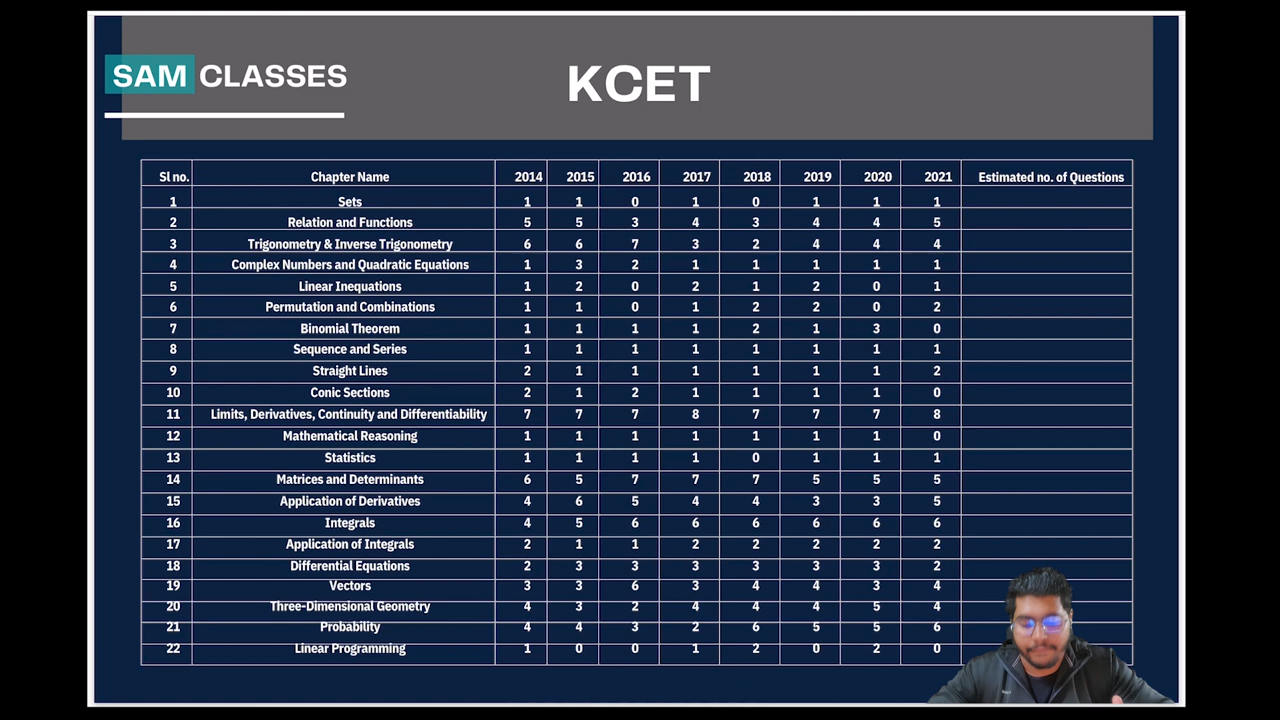 SAM CLASSES
KCET
Sl no. Chapter Name 2014 2015 2016 2017 2018 2019 2020 2021 Estimated no. of Questions
1 Sets 1 1 0 1 0 1 1 1
2 Relation and Functions 5 5 3 4 3 4 4 5
3 Trigonometry & Inverse Trigonometry 6 6 7 3 2 4 4 4
4 Complex Numbers and Quadratic Equations 1 3 2 1 1 1 1 1
5 Linear Inequations 1 2 0 2 1 2 0 1
6 Permutation and Combinations 1 1 0 1 2 2 0 2
7 Binomial Theorem 1 1 1 1 2 1 3 0
8 Sequence and Series 1 1 1 1 1 1 1 1
9 Straight Lines 2 1 1 1 1 1 1 2
10 Conic Sections 2 1 2 1 1 1 1 0
11 Limits, Derivatives, Continuity and Differentiability 7 7 7 8 7 7 7 8
12 Mathematical Reasoning 1 1 1 1 1 1 1 0
13 Statistics 1 1 1 1 0 1 1 1
14 Matrices and Determinants 6 5 7 7 7 5 5 5
15 Application of Derivatives 4 6 5 4 4 3 3 5
16 Integrals 4 5 6 6 6 6 6 6
17 Application of Integrals 2 1 1 2 2 2 2 2
18 Differential Equations 2 3 3 3 3 3 3 2
19 Vectors 3 3 6 3 4 4 3 4
20 Three-Dimensional Geometry 4 3 2 4 4 4 5 4
21 Probability 4 4 3 2 6 5 5 6
22 Linear Programming 1 0 0 1 2 0 2 0